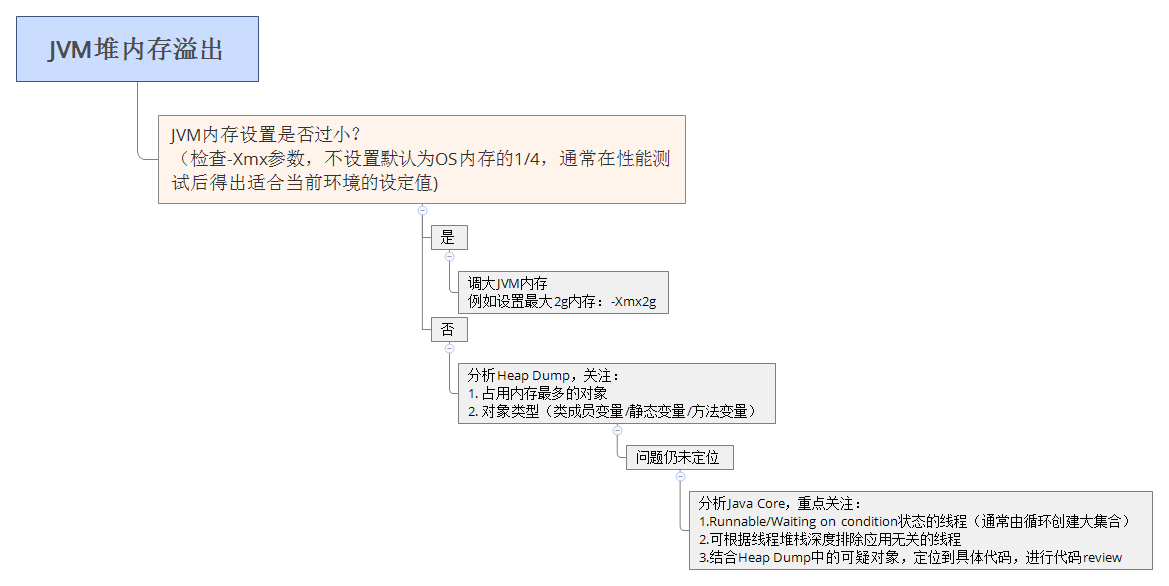 JVM堆内存溢出
JVM内存设置是否过小？
（检查-Xmx参数，不设置默认为OS内存的1/4，通常在性能测
试后得出适合当前环境的设定值)
是
调大JVM内存
例如设置最大2g内存：-Xmx2g
否
分析Heap Dump，关注：
1. 占用内存最多的对象
2. 对象类型（类成员变量/静态变量/方法变量）
问题仍未定位
分析Java Core，重点关注：
1.Runnable/Waiting on condition状态的线程（通常由循环创建大集合）
2.可根据线程堆栈深度排除应用无关的线程
3.结合Heap Dump中的可疑对象，定位到具体代码，进行代码review